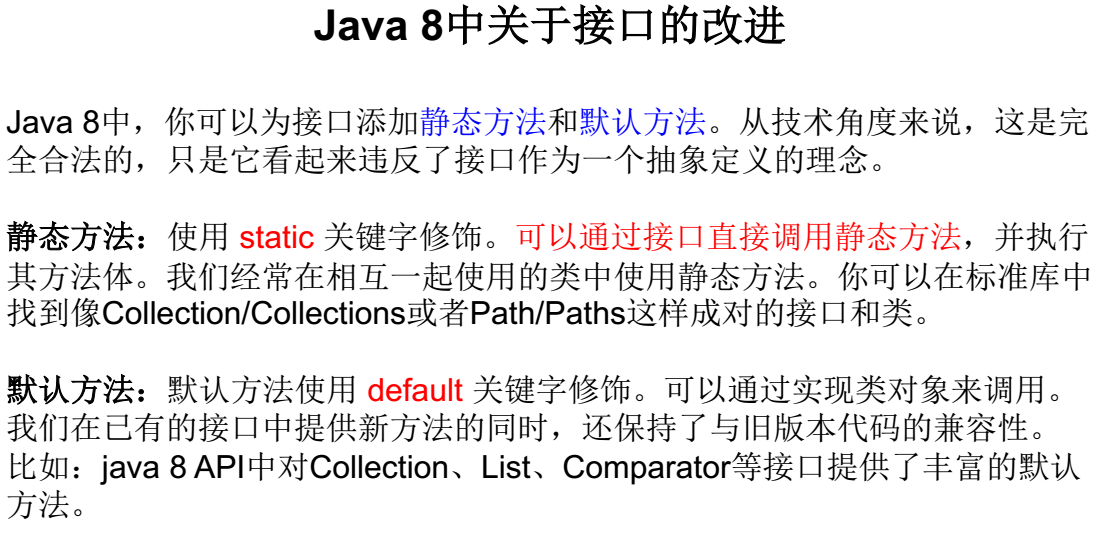 Java 8中关于接口的改进
Java 8中，你可以为接口添加静态方法和默认方法。从技术角度来说，这是完
全合法的，只是它看起来违反了接口作为一个抽象定义的理念。
静态方法：使用 static 关键字修饰。可以通过接口直接调用静态方法，并执行
其方法体。我们经常在相互一起使用的类中使用静态方法。你可以在标准库中
找到像Collection/Collections或者Path/Paths这样成对的接口和类。
默认方法：默认方法使用 default 关键字修饰。可以通过实现类对象来调用。
我们在已有的接口中提供新方法的同时，还保持了与旧版本代码的兼容性。
比如：java 8 API中对Collection、List、Comparator等接口提供了丰富的默认
方法。